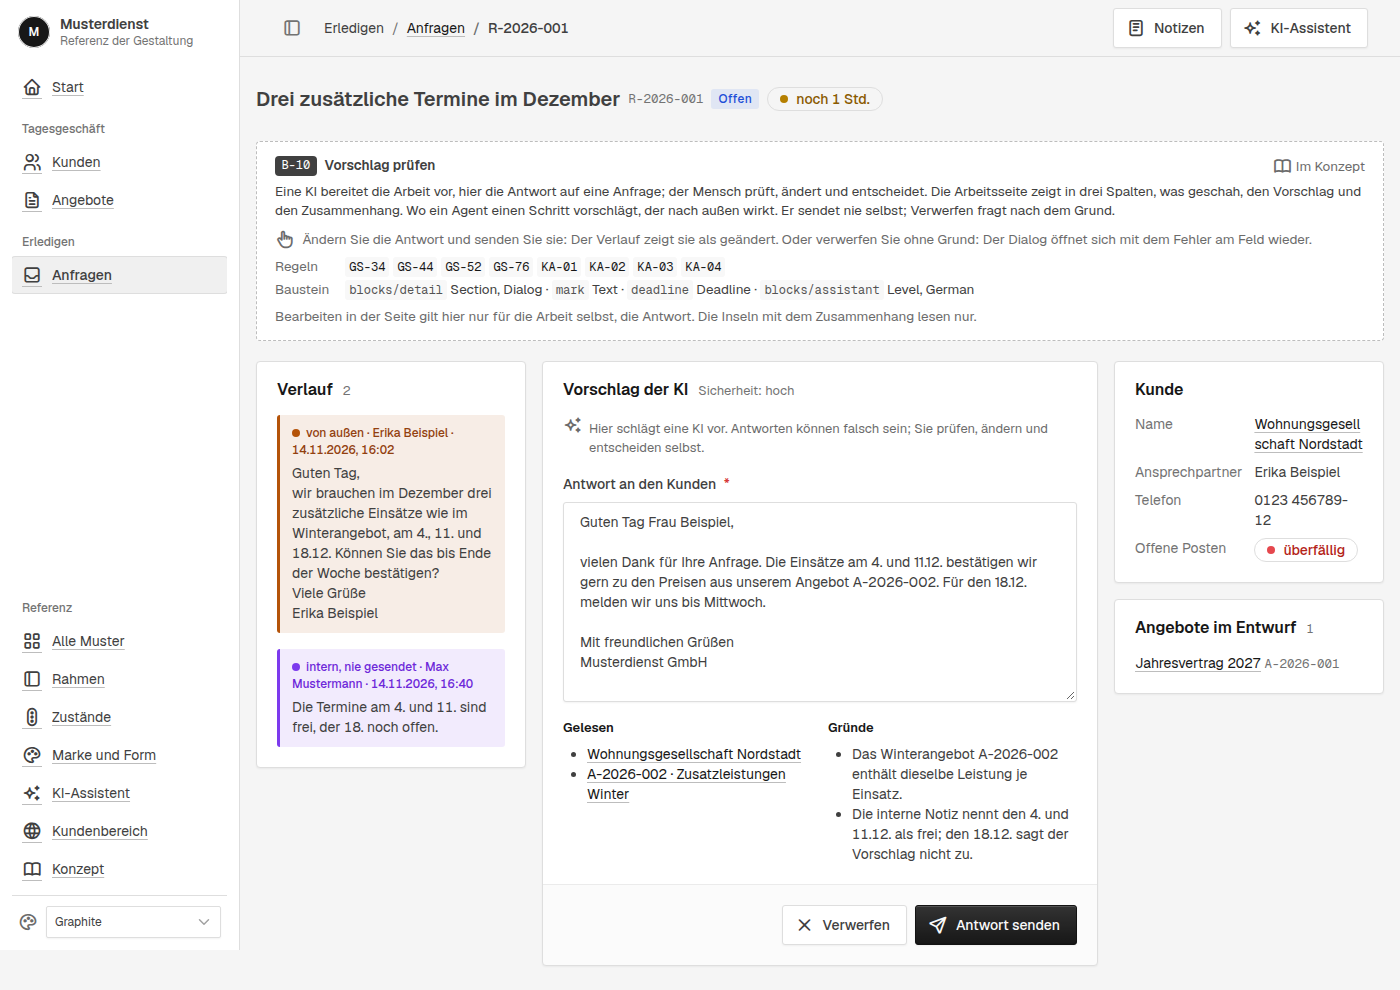 M
Musterdienst
Referenz der Gestaltung
Start
Tagesgeschäft
Kunden
Angebote
Erledigen
Anfragen
Referenz
Alle Muster
Rahmen
Zustände
Marke und Form
KI-Assistent
Kundenbereich
Konzept
Graphite
Erledigen / Anfragen / R-2026-001
Notizen
KI-Assistent
Drei zusätzliche Termine im Dezember R-2026-001 Offen noch 1 Std.
B-10 Vorschlag prüfen
Im Konzept
Eine KI bereitet die Arbeit vor, hier die Antwort auf eine Anfrage; der Mensch prüft, ändert und entscheidet. Die Arbeitsseite zeigt in drei Spalten, was geschah, den Vorschlag und
den Zusammenhang. Wo ein Agent einen Schritt vorschlägt, der nach außen wirkt. Er sendet nie selbst; Verwerfen fragt nach dem Grund.
Ändern Sie die Antwort und senden Sie sie: Der Verlauf zeigt sie als geändert. Oder verwerfen Sie ohne Grund: Der Dialog öffnet sich mit dem Fehler am Feld wieder.
Regeln GS-34 GS-44 GS-52 GS-76 KA-01 KA-02 KA-03 KA-04
Baustein blocks/detail Section, Dialog · mark Text · deadline Deadline · blocks/assistant Level, German
Bearbeiten in der Seite gilt hier nur für die Arbeit selbst, die Antwort. Die Inseln mit dem Zusammenhang lesen nur.
Verlauf 2
von außen · Erika Beispiel ·
14.11.2026, 16:02
Guten Tag,
wir brauchen im Dezember drei
zusätzliche Einsätze wie im
Winterangebot, am 4., 11. und
18.12. Können Sie das bis Ende
der Woche bestätigen?
Viele Grüße
Erika Beispiel
intern, nie gesendet · Max
Mustermann · 14.11.2026, 16:40
Die Termine am 4. und 11. sind
frei, der 18. noch offen.
Vorschlag der KI Sicherheit: hoch
Hier schlägt eine KI vor. Antworten können falsch sein; Sie prüfen, ändern und
entscheiden selbst.
Antwort an den Kunden *
Guten Tag Frau Beispiel,
vielen Dank für Ihre Anfrage. Die Einsätze am 4. und 11.12. bestätigen wir
gern zu den Preisen aus unserem Angebot A-2026-002. Für den 18.12.
melden wir uns bis Mittwoch.
Mit freundlichen Grüßen
Musterdienst GmbH
Gelesen
Wohnungsgesellschaft Nordstadt
A-2026-002 · Zusatzleistungen
Winter
Gründe
Das Winterangebot A-2026-002
enthält dieselbe Leistung je
Einsatz.
Die interne Notiz nennt den 4. und
11.12. als frei; den 18.12. sagt der
Vorschlag nicht zu.
Verwerfen
Antwort senden
Kunde
Name Wohnungsgesell
schaft Nordstadt
Ansprechpartner Erika Beispiel
Telefon 0123 456789-
12
Offene Posten überfällig
Angebote im Entwurf 1
Jahresvertrag 2027 A-2026-001